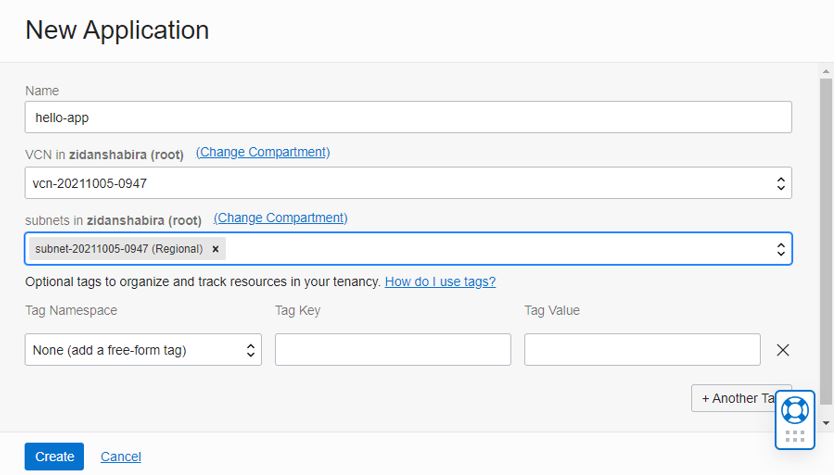 New Application
Name
hello-app
VCN in zidanshabira (root) (Change Compartment)
vcn-20211005-0947
subnets in zidanshabira (root) (Change Compartment)
subnet-20211005-0947 (Regional) ×
Optional tags to organize and track resources in your tenancy. How do I use tags?
Tag Namespace Tag Key Tag Value
None (add a free-form tag)
+ Another
Create Cancel